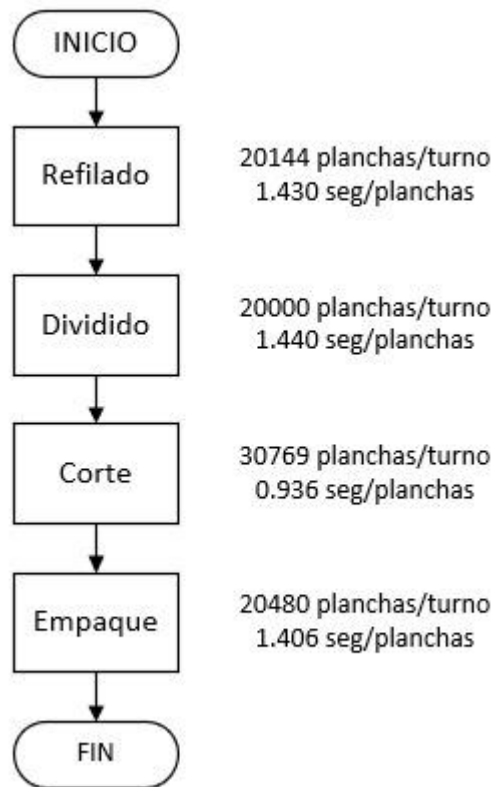 INICIO
Refilado
20144 planchas/turno
1.430 seg/planchas
Dividido
20000 planchas/turno
1.440 seg/planchas
Corte
30769 planchas/turno
0.936 seg/planchas
Empaque
20480 planchas/turno
1.406 seg/planchas
FIN